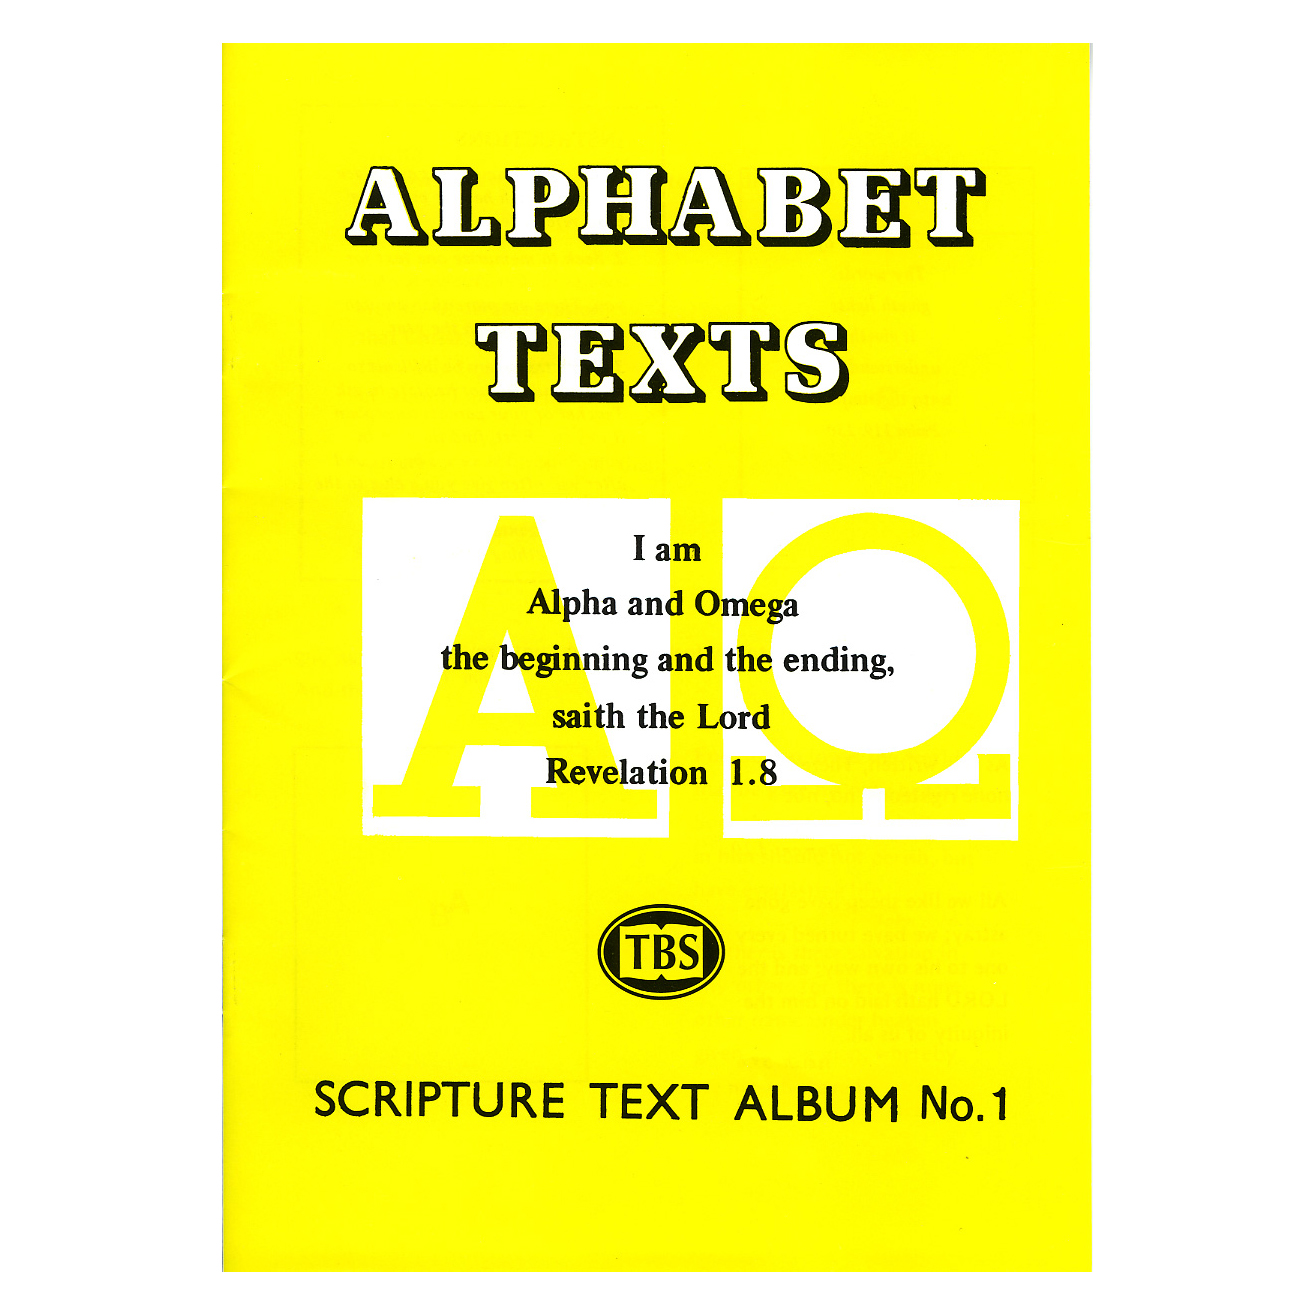 ALPHABET
TEXTS
Α Ω
I am
Alpha and Omega
the beginning and the ending,
saith the Lord
Revelation 1.8
TBS
SCRIPTURE TEXT ALBUM No.1